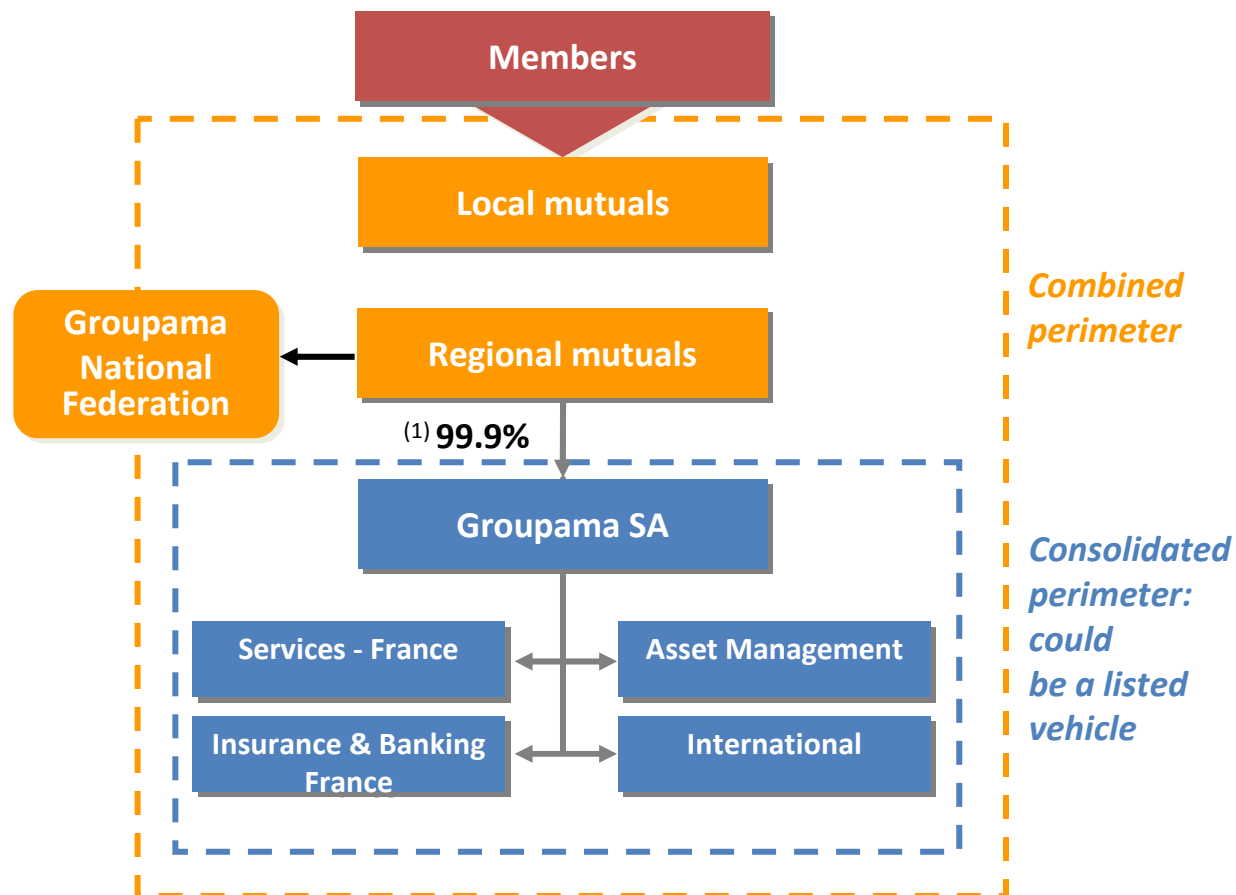 Members
Local mutuals
Combined
perimeter
Groupama
National
Federation
Regional mutuals
(1) 99.9%
Groupama SA
Consolidated
perimeter:
could
be a listed
vehicle
Services - France
Asset Management
Insurance & Banking
France
International